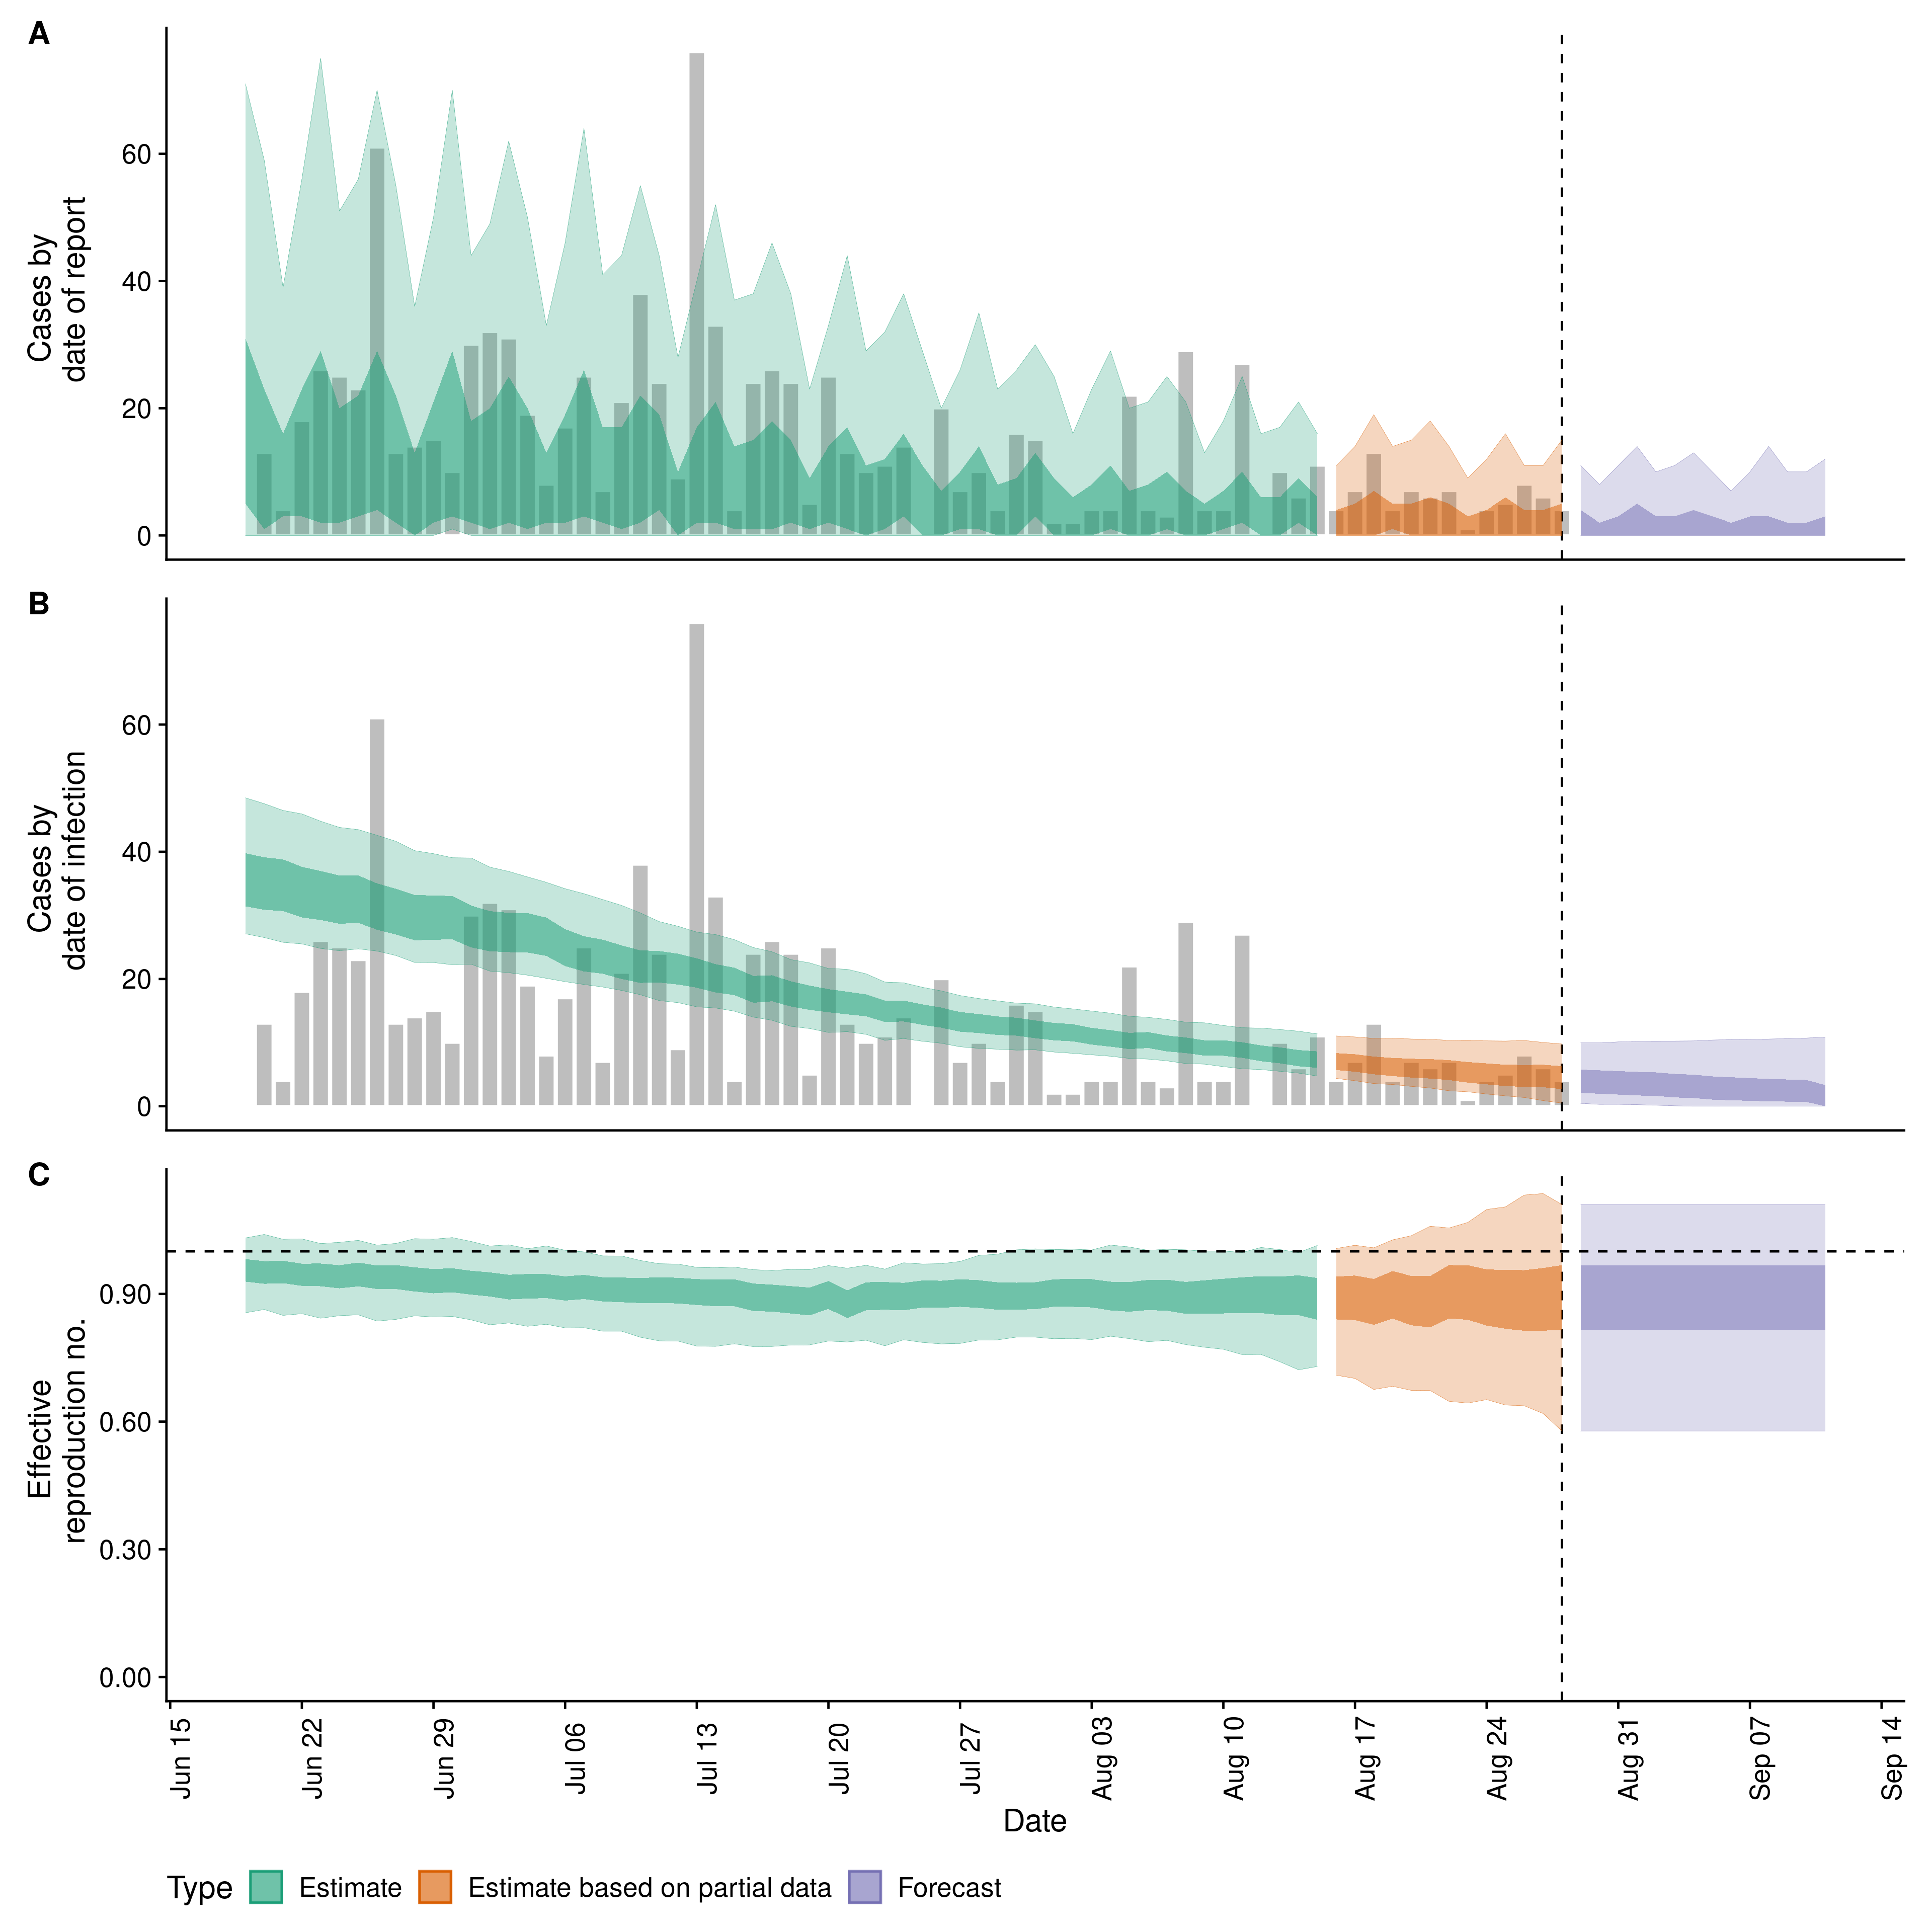 A
Cases by
date of report
60
40
20
0
B
Cases by
date of infection
60
40
20
0
C
Effective
reproduction no.
0.90
0.60
0.30
0.00
Jun 15
Jun 22
Jun 29
Jul 06
Jul 13
Jul 20
Jul 27
Aug 03
Aug 10
Aug 17
Aug 24
Aug 31
Sep 07
Sep 14
Date
Type Estimate Estimate based on partial data Forecast